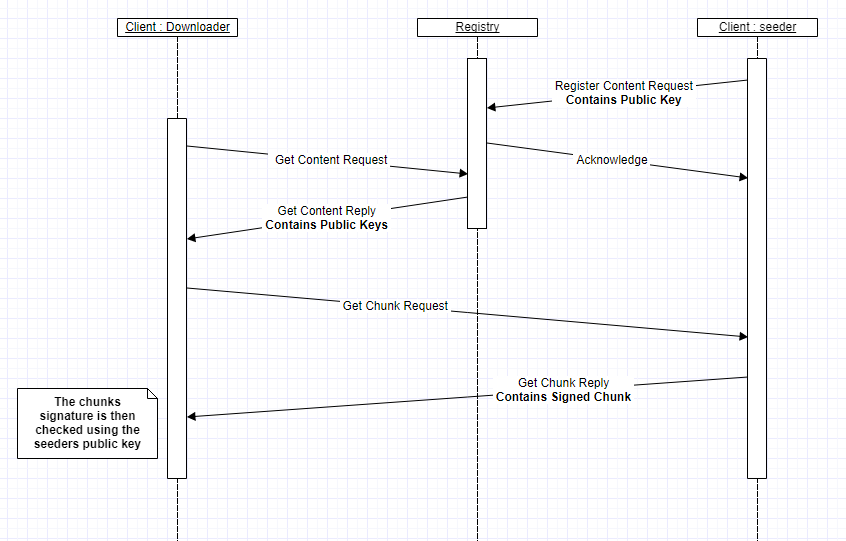 Client : Downloader
Registry
Client : seeder
Register Content Request
Contains Public Key
Get Content Request
Acknowledge
Get Content Reply
Contains Public Keys
Get Chunk Request
Get Chunk Reply
Contains Signed Chunk
The chunks
signature is then
checked using the
seeders public key